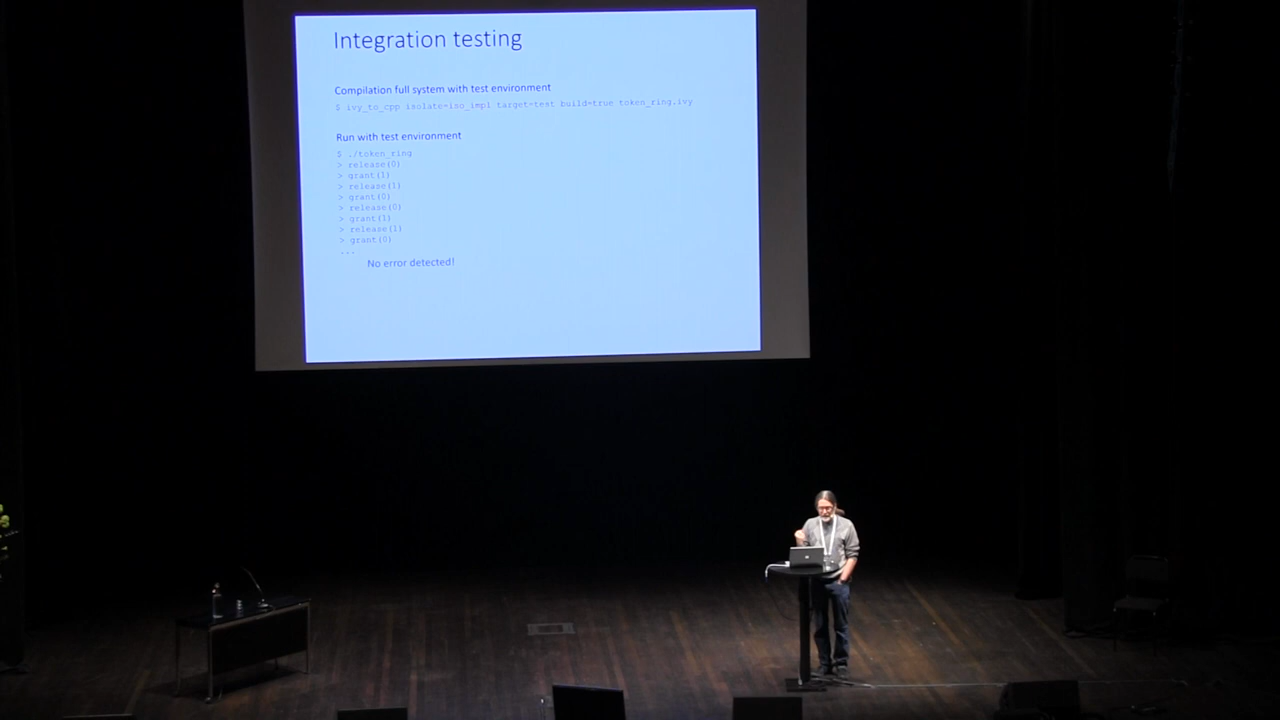 Integration testing
Compilation full system with test environment
$ ivy_to_cpp isolate=iso_impl target=test build=true token_ring.ivy
Run with test environment
$ ./token_ring
> release(0)
> grant(1)
> release(1)
> grant(0)
> release(0)
> grant(1)
> release(1)
> grant(0)
...
No error detected!